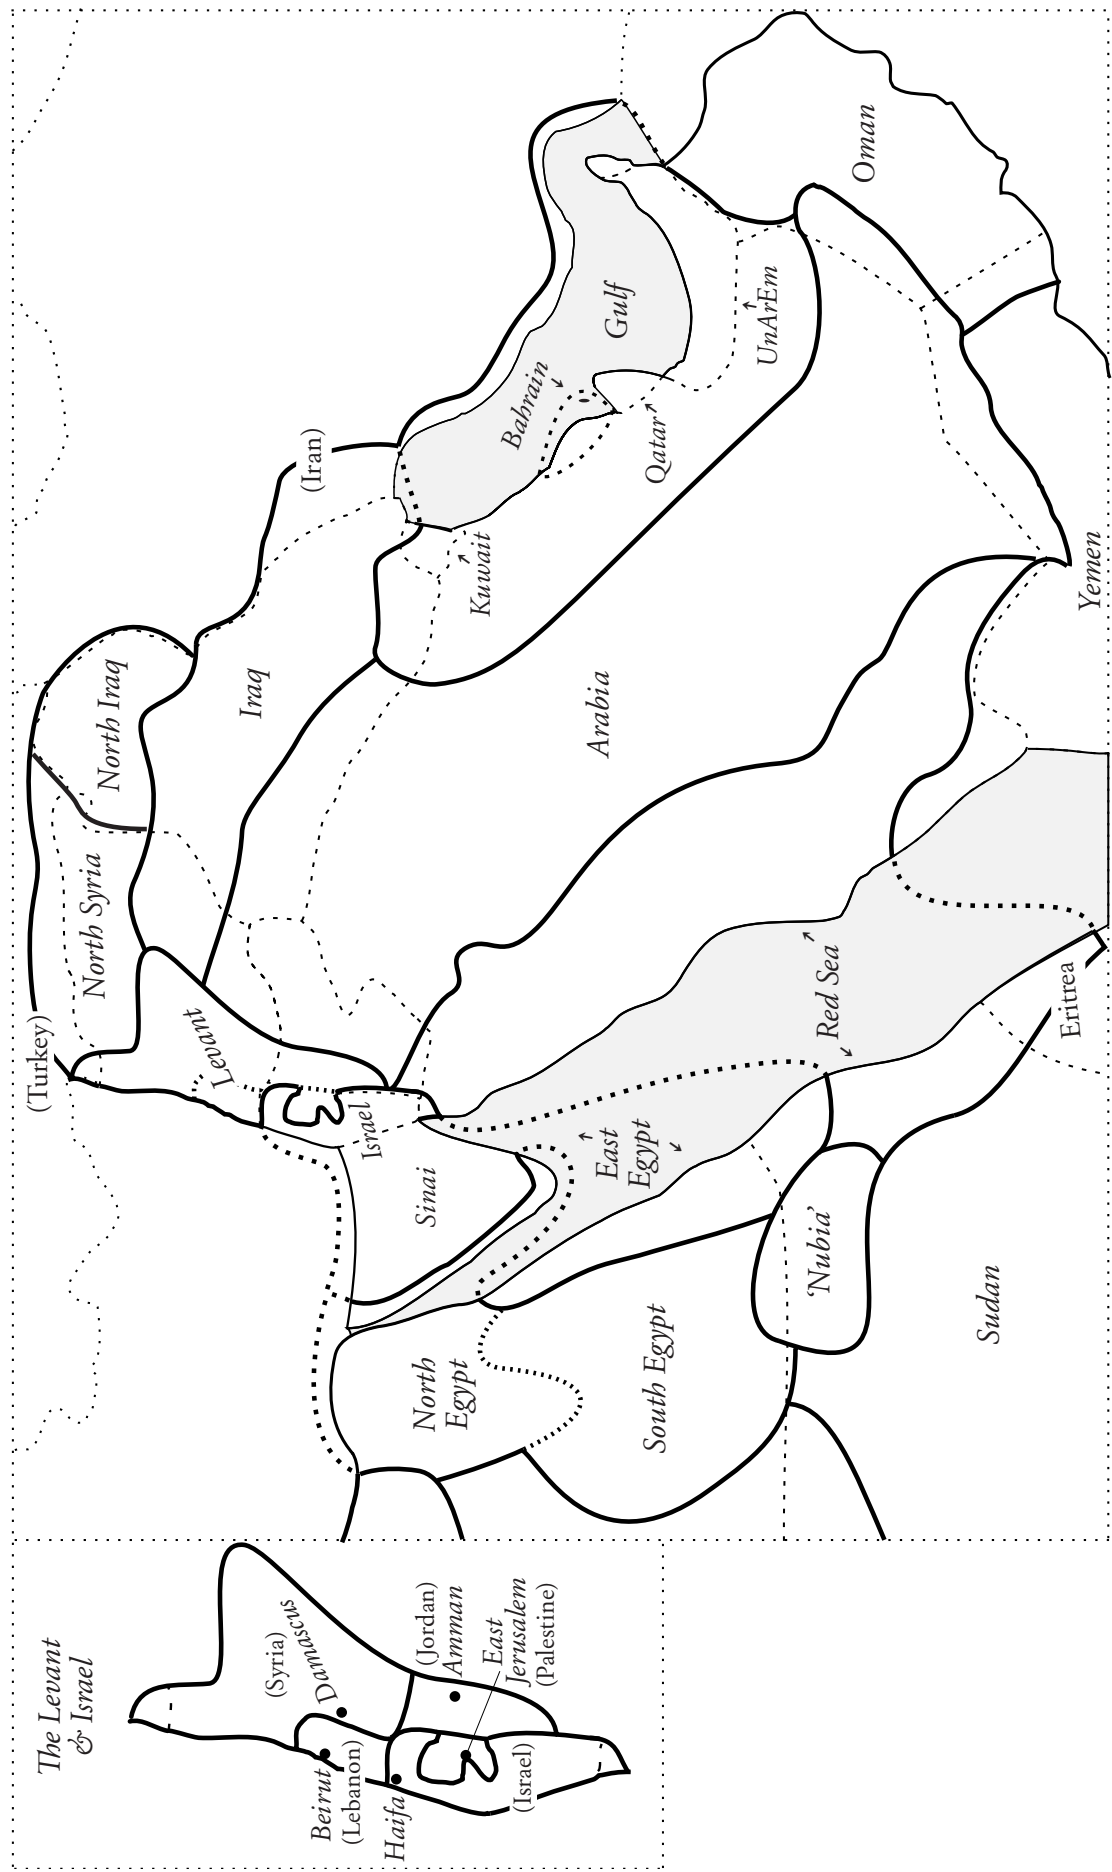 The Levant
& Israel
(Syria)
Damascus
Beirut
(Lebanon)
Haifa
(Jordan)
Amman
East
Jerusalem
(Palestine)
(Israel)
(Turkey)
North Syria
North Iraq
Levant
Iraq
(Iran)
Israel
Sinai
Kuwait
Bahrain
Gulf
North
Egypt
East
Egypt
Arabia
Qatar
UnArEm
South Egypt
‘Nubia’
Red Sea
Oman
Sudan
Eritrea
Yemen